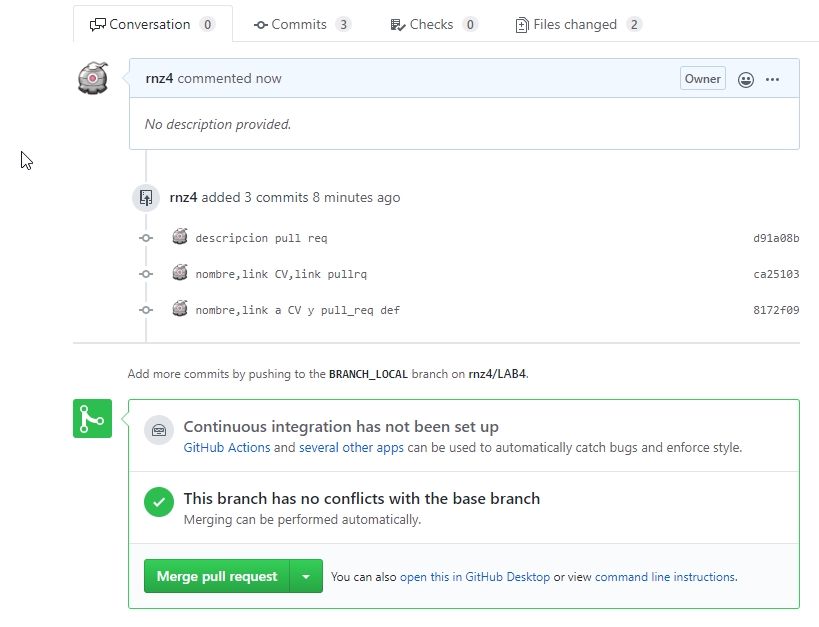 Conversation 0 Commits 3 Checks 0 Files changed 2
rnz4 commented now Owner
No description provided.
rnz4 added 3 commits 8 minutes ago
descripcion pull req d91a08b
nombre,link CV,link pullrq ca25103
nombre,link a CV y pull_req def 8172f09
Add more commits by pushing to the BRANCH_LOCAL branch on rnz4/LAB4.
Continuous integration has not been set up
GitHub Actions and several other apps can be used to automatically catch bugs and enforce style.
This branch has no conflicts with the base branch
Merging can be performed automatically.
Merge pull request You can also open this in GitHub Desktop or view command line instructions.